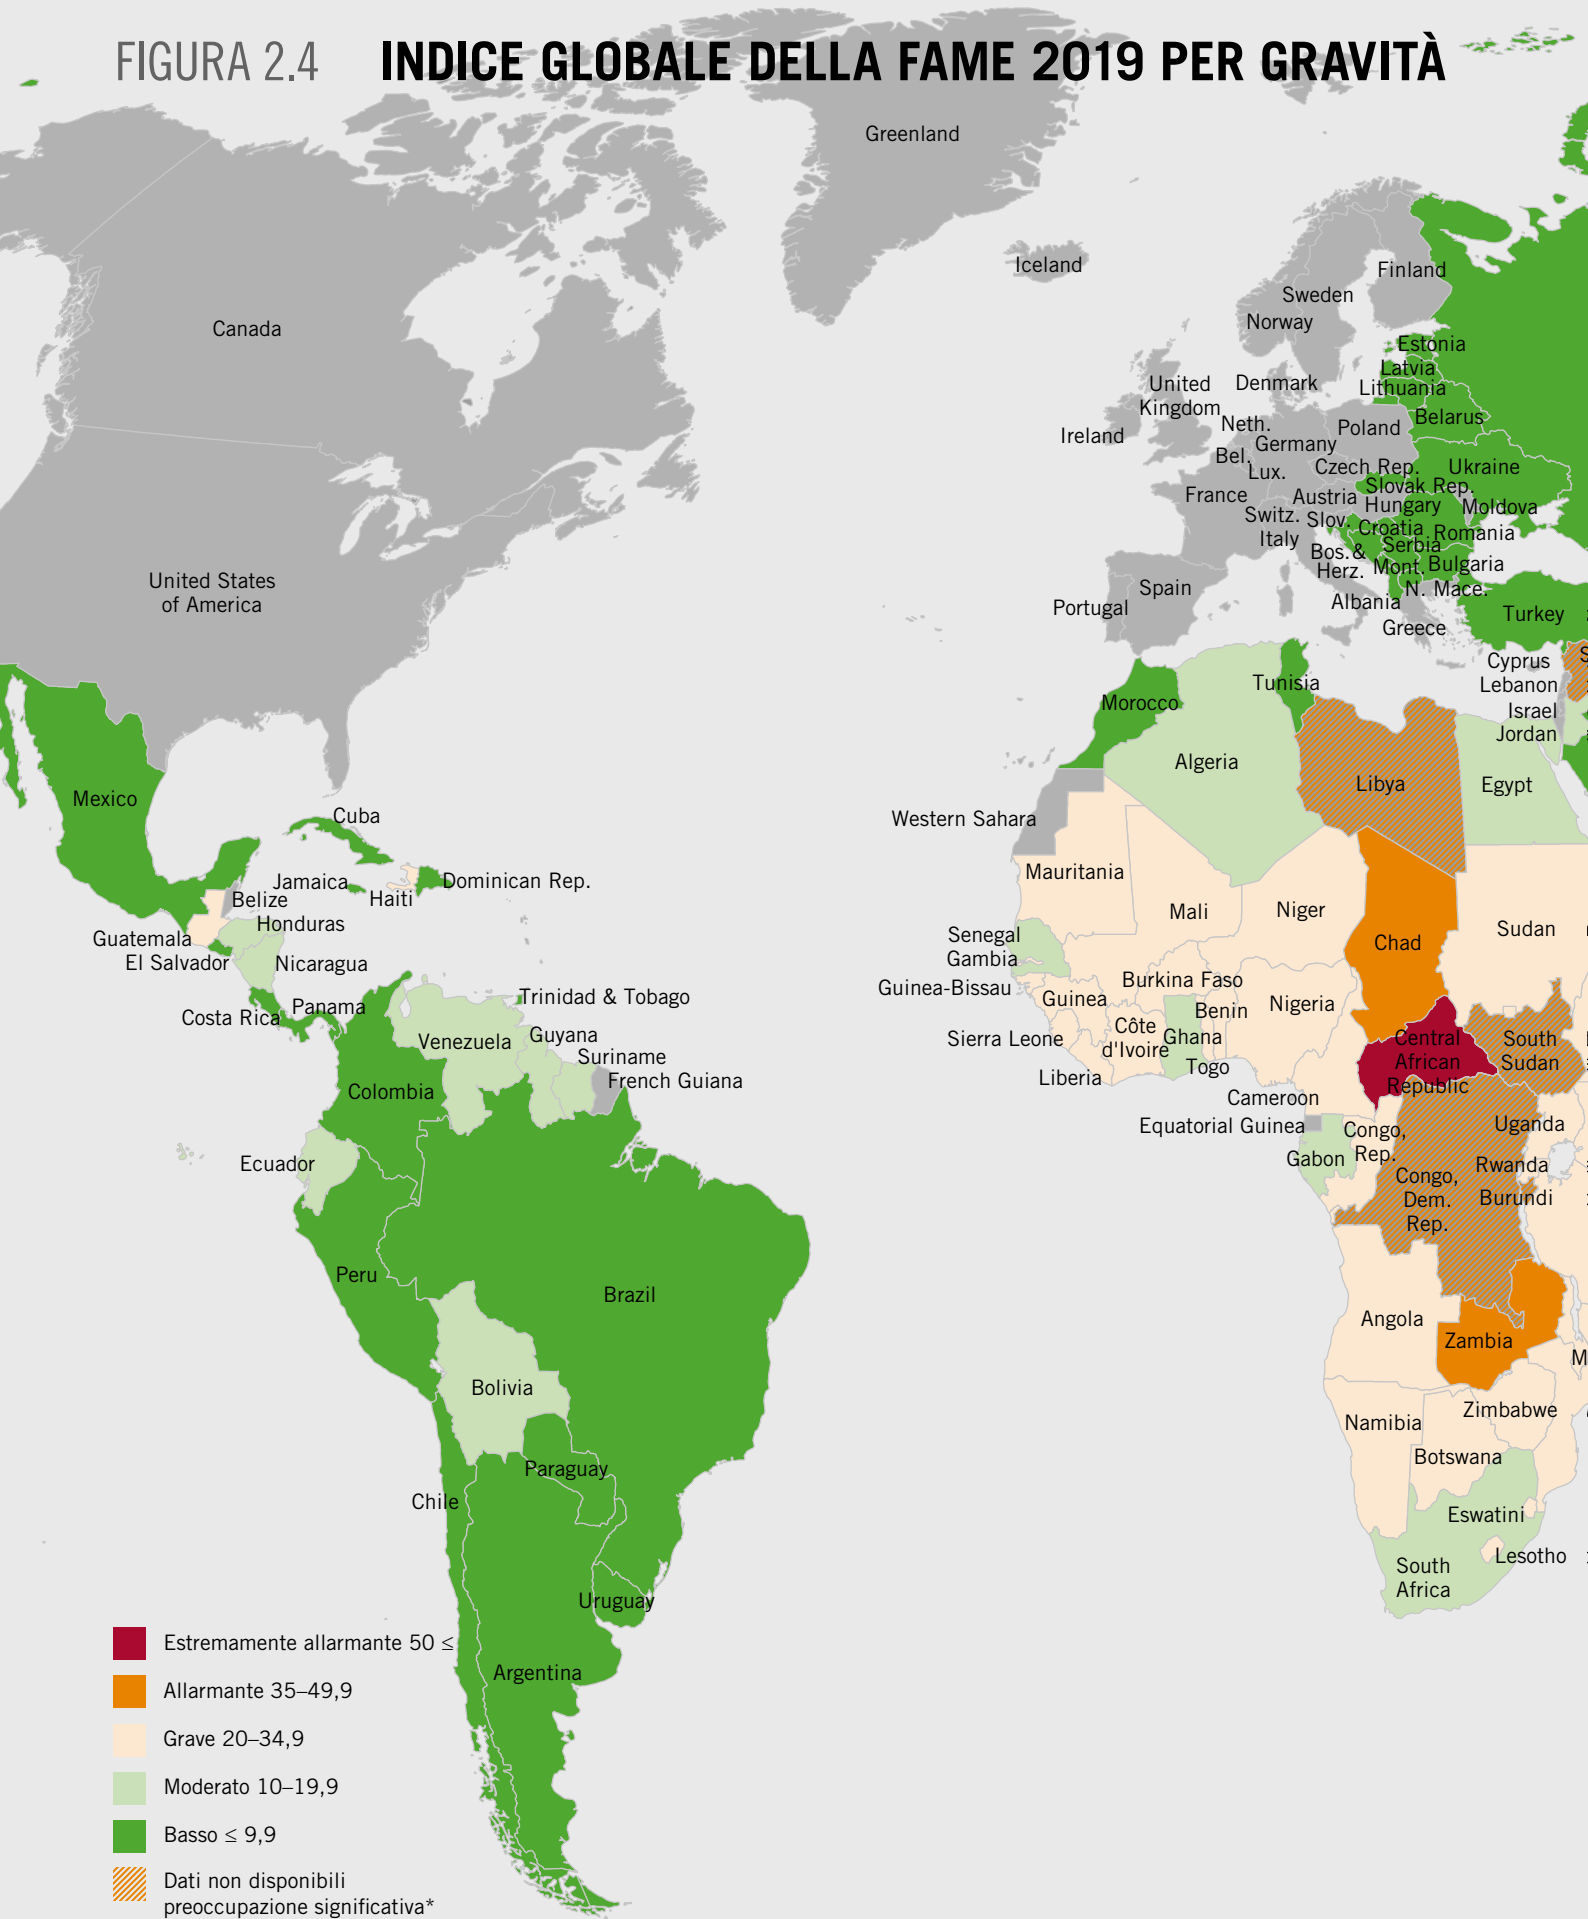 FIGURA 2.4 INDICE GLOBALE DELLA FAME 2019 PER GRAVITÀ
Greenland
Iceland
Finland
Sweden
Norway
Canada
Estonia
Latvia
Lithuania
United
Kingdom
Denmark
Belarus
Neth.
Poland
Ireland
Germany
Bel.
Czech Rep.
Ukraine
Lux.
Slovak Rep.
France
Austria
Hungary
Moldova
Switz.
Slov.
Croatia
Romania
Italy
Serbia
Bos. &
Herz.
Mont.
Bulgaria
N. Mace.
Spain
Albania
Portugal
Greece
Turkey
United States
of America
Cyprus
Lebanon
Israel
Jordan
Tunisia
Morocco
Algeria
Libya
Egypt
Mexico
Cuba
Western Sahara
Jamaica
Haiti
Dominican Rep.
Belize
Honduras
Guatemala
El Salvador
Nicaragua
Mauritania
Mali
Niger
Chad
Sudan
Senegal
Gambia
Guinea-Bissau
Guinea
Burkina Faso
Benin
Nigeria
Costa Rica
Panama
Trinidad & Tobago
Venezuela
Guyana
Suriname
French Guiana
Colombia
Sierra Leone
Côte
d'Ivoire
Ghana
Togo
Liberia
Central
African
Republic
South
Sudan
Cameroon
Equatorial Guinea
Congo,
Rep.
Uganda
Gabon
Rwanda
Congo,
Dem.
Rep.
Burundi
Ecuador
Peru
Brazil
Angola
Zambia
M
Bolivia
Namibia
Zimbabwe
Botswana
Paraguay
Chile
Eswatini
Lesotho
South
Africa
Uruguay
Argentina
Estremamente allarmante 50 ≤
Allarmante 35–49,9
Grave 20–34,9
Moderato 10–19,9
Basso ≤ 9,9
Dati non disponibili
preoccupazione significativa*